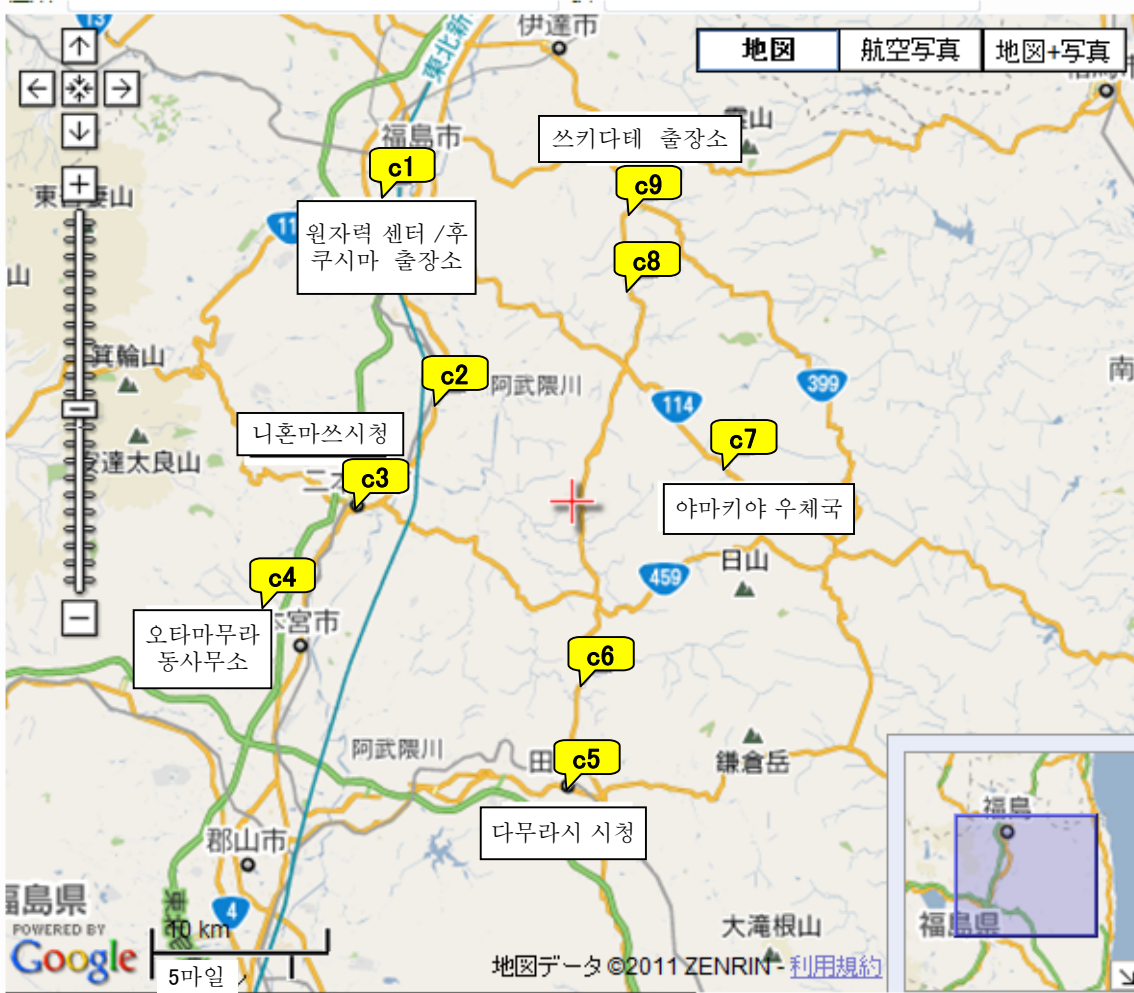 13
東北新
伊達市
地図
航空写真
地図+写真
福島市
쓰키다테 출장소
霊山
c1
c9
東吾妻山
원자력 센터 /후
쿠시마 출장소
c8
山
箕輪山
c2
阿武隈川
399
南
114
니혼마쓰시청
c7
安達太良山
c3
야마키야 우체국
日山
c4
459
오타마무라
동사무소
本宮市
c6
阿武隈川
鎌倉岳
田
c5
다무라시 시청
福島
郡山市
4
福島県
福島県
10 km
大滝根山
POWERED BY
Google
5마일
地図データ ©2011 ZENRIN - 利用規約